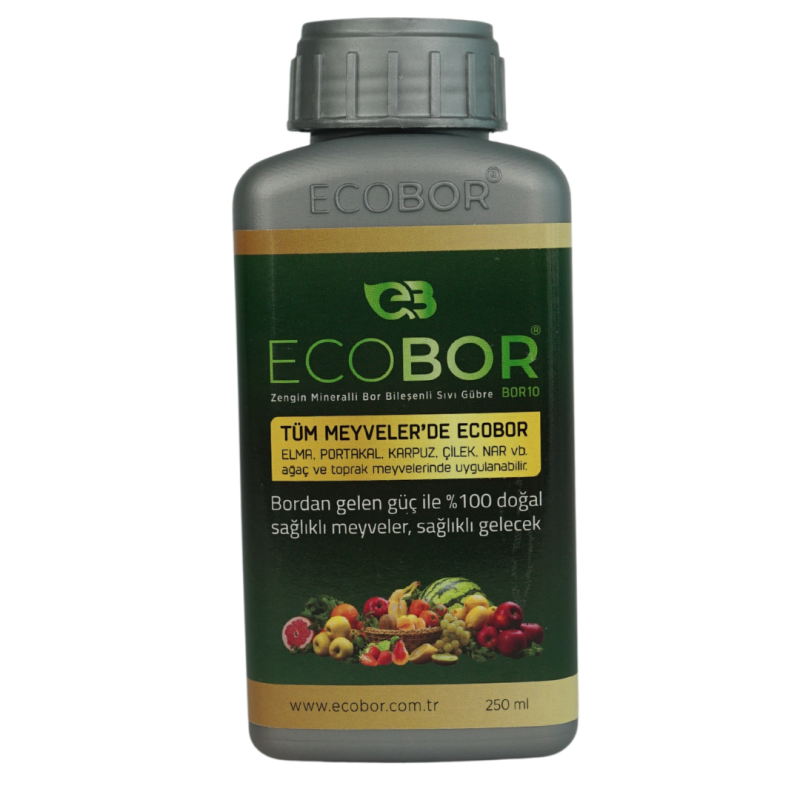 ECOBOR®
eB
ECOBOR®
Zengin Mineralli Bor Bileşenli Sıvı Gübre BOR10
TÜM MEYVELER'DE ECOBOR
ELMA, PORTAKAL, KARPUZ, ÇİLEK, NAR vb.
ağaç ve toprak meyvelerinde uygulanabilir.
Bordan gelen güç ile %100 doğal
sağlıklı meyveler, sağlıklı gelecek
www.ecobor.com.tr 250 ml